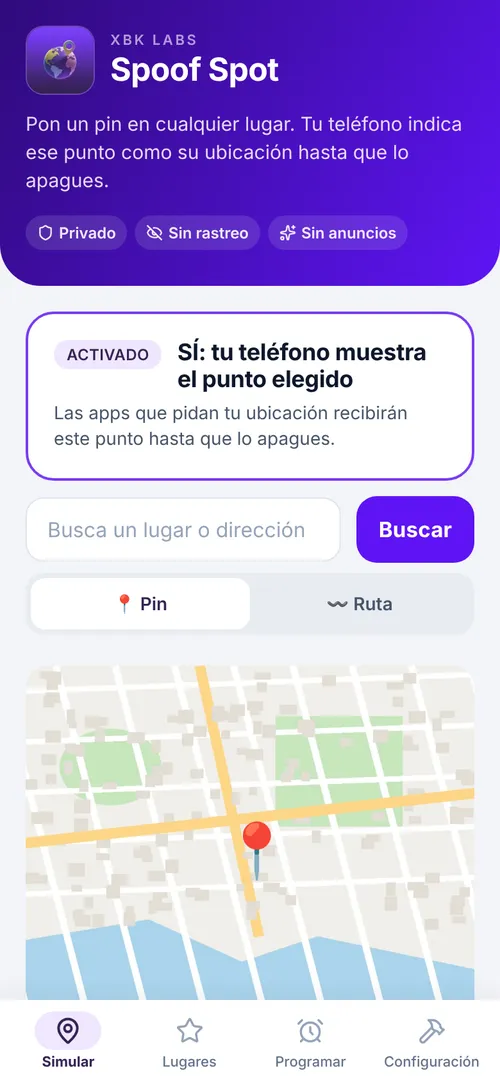 XBK LABS
Spoof Spot
Pon un pin en cualquier lugar. Tu teléfono indica
ese punto como su ubicación hasta que lo
apagues.
Privado
Sin rastreo
Sin anuncios
ACTIVADO
SÍ: tu teléfono muestra
el punto elegido
Las apps que pidan tu ubicación recibirán
este punto hasta que lo apagues.
Busca un lugar o dirección
Buscar
Pin
Ruta
Simular
Lugares
Programar
Configuración